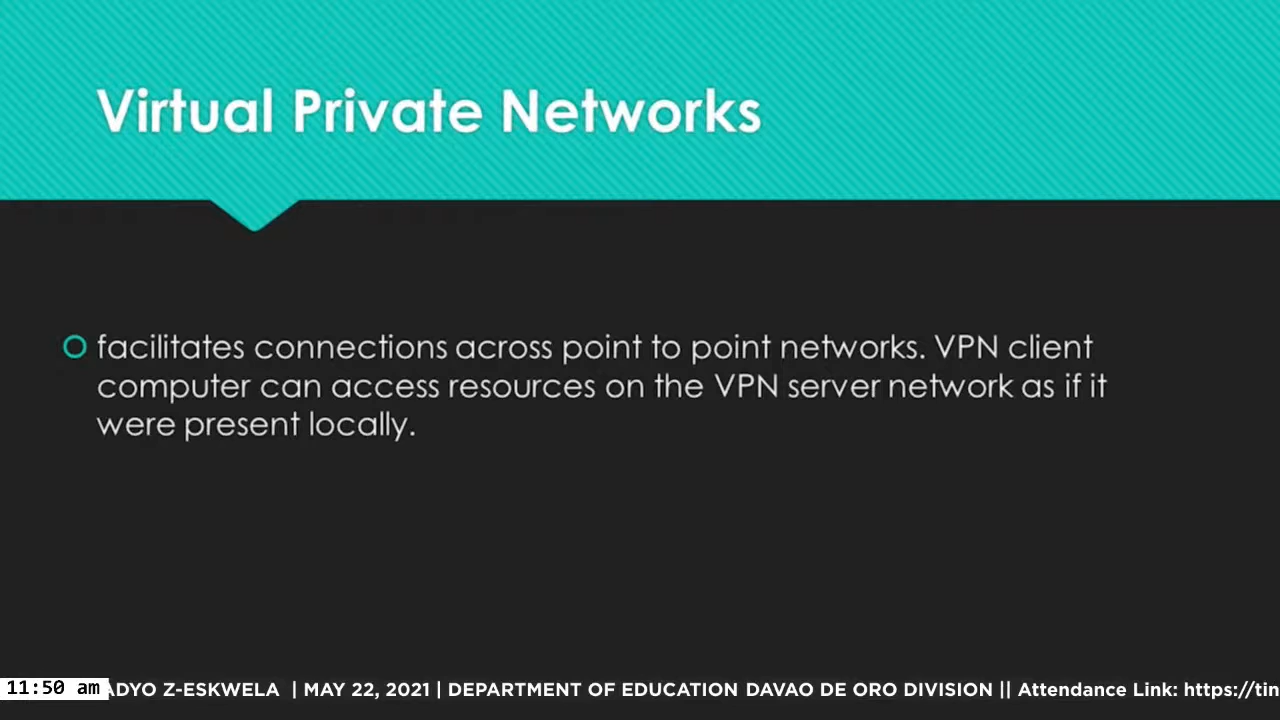 Virtual Private Networks
facilitates connections across point to point networks. VPN client
computer can access resources on the VPN server network as if it
were present locally.
11:50 am ADYO Z-ESKWELA | MAY 22, 2021 | DEPARTMENT OF EDUCATION DAVAO DE ORO DIVISION || Attendance Link: https://tin